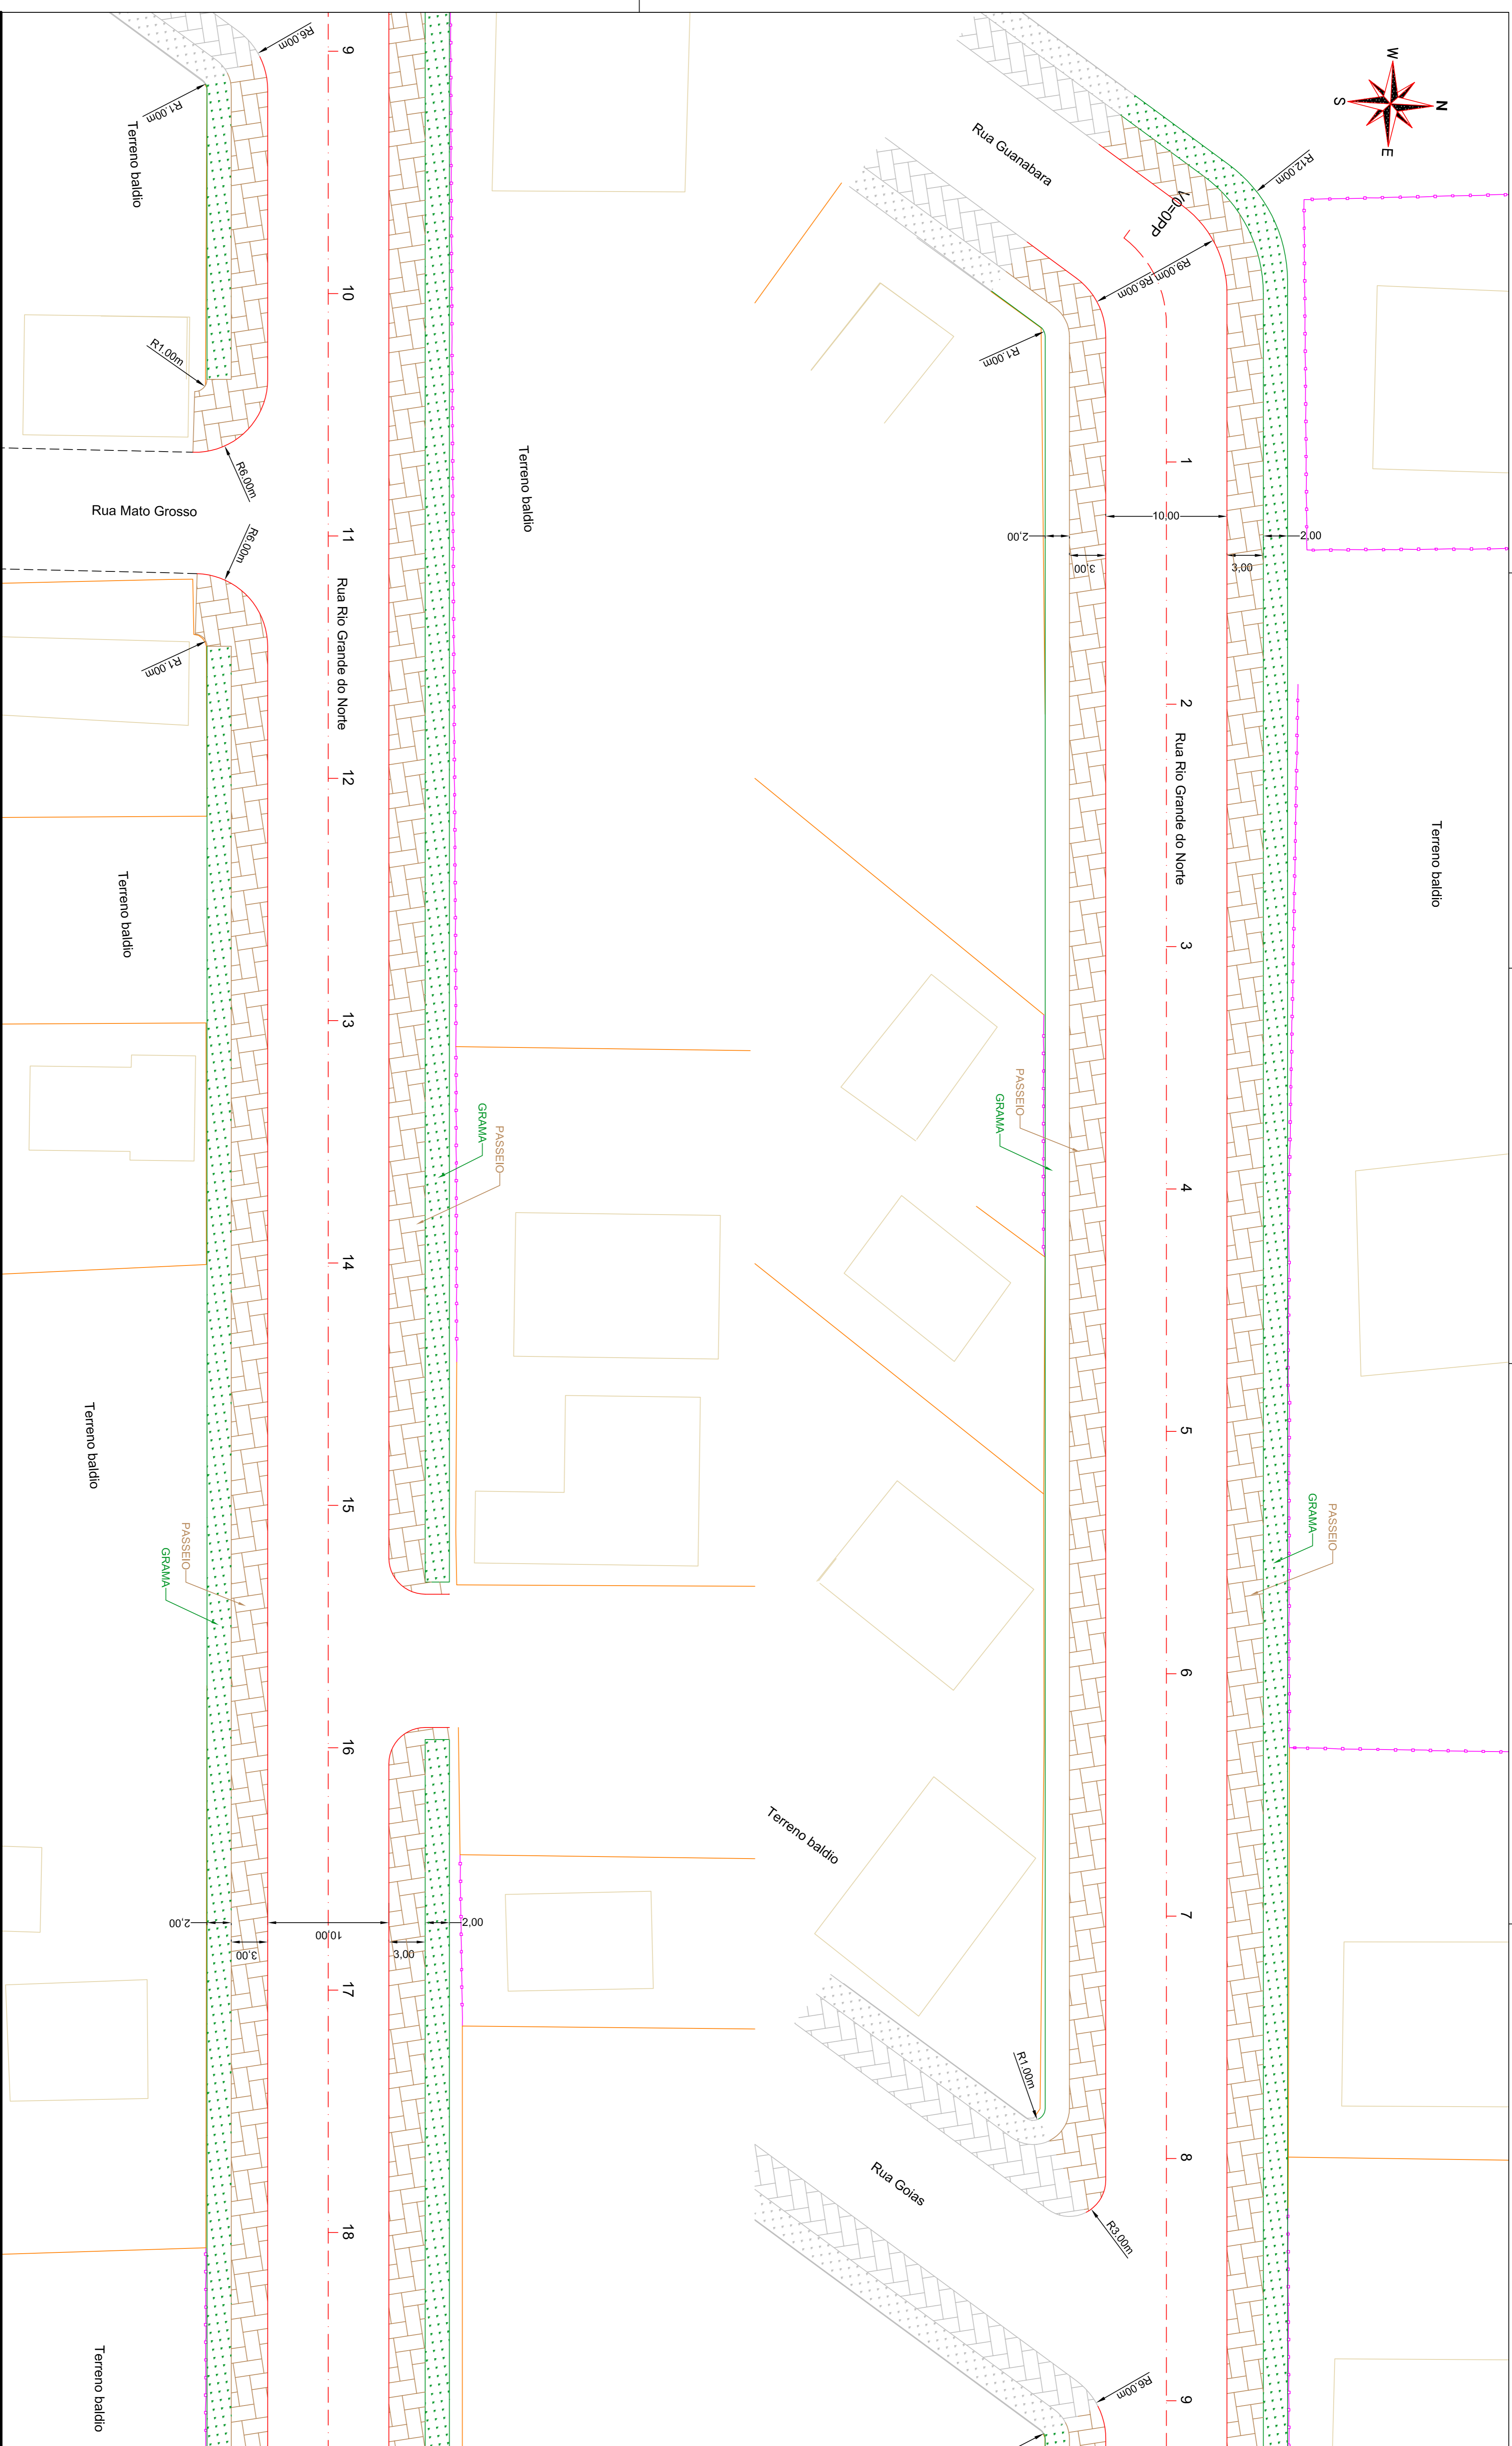 N
W
E
S
R12.00m
Rua Guanabara
V0=0PP
R9.00m
R6.00m
R1.00m
1
10,00
2,00
3,00
2,00
3,00
2
Rua Rio Grande do Norte
3
4
5
6
7
8
9
Terreno baldio
PASSEIO
GRAMA
PASSEIO
GRAMA
Terreno baldio
R1.00m
Rua Goias
R3.00m
R6.00m
9
R6.00m
R1.00m
Terreno baldio
10
R1.00m
R6.00m
Rua Mato Grosso
R6.00m
R1.00m
Terreno baldio
11
Rua Rio Grande do Norte
12
13
14
15
16
17
18
Terreno baldio
GRAMA
PASSEIO
Terreno baldio
PASSEIO
GRAMA
2,00
3,00
10,00
3,00
2,00
Terreno baldio